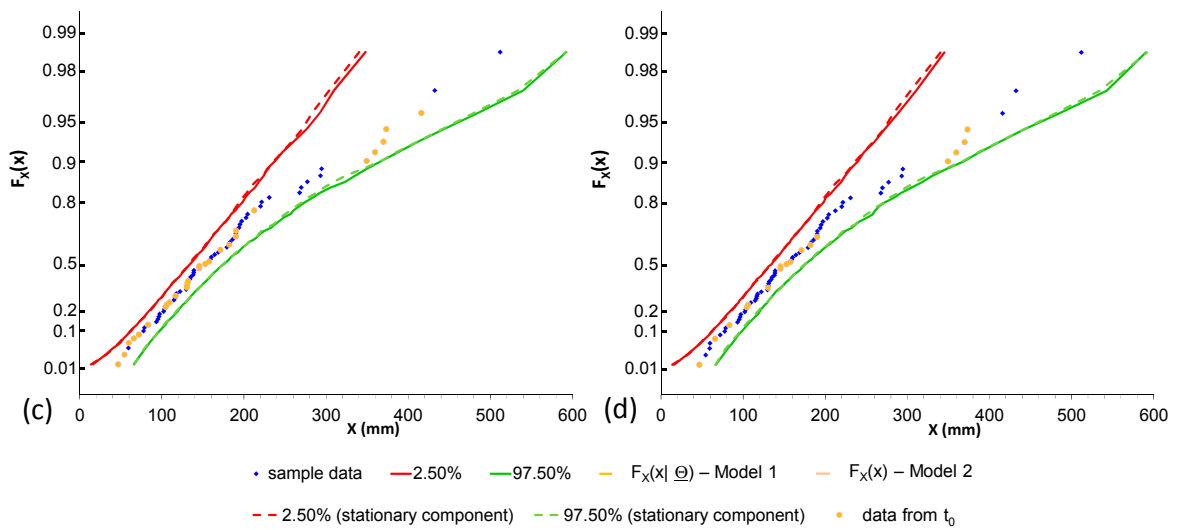 0.99
0.98
0.95
0.9
0.8
0.5
0.2
0.1
0.01
F_X(x)
(c)
0 100 200 300 400 500 600
X (mm)
0.99
0.98
0.95
0.9
0.8
0.5
0.2
0.1
0.01
F_X(x)
(d)
0 100 200 300 400 500 600
X (mm)
sample data 2.50% 97.50% F_X(x| Θ) – Model 1 F_X(x) – Model 2
2.50% (stationary component) 97.50% (stationary component) data from t_0